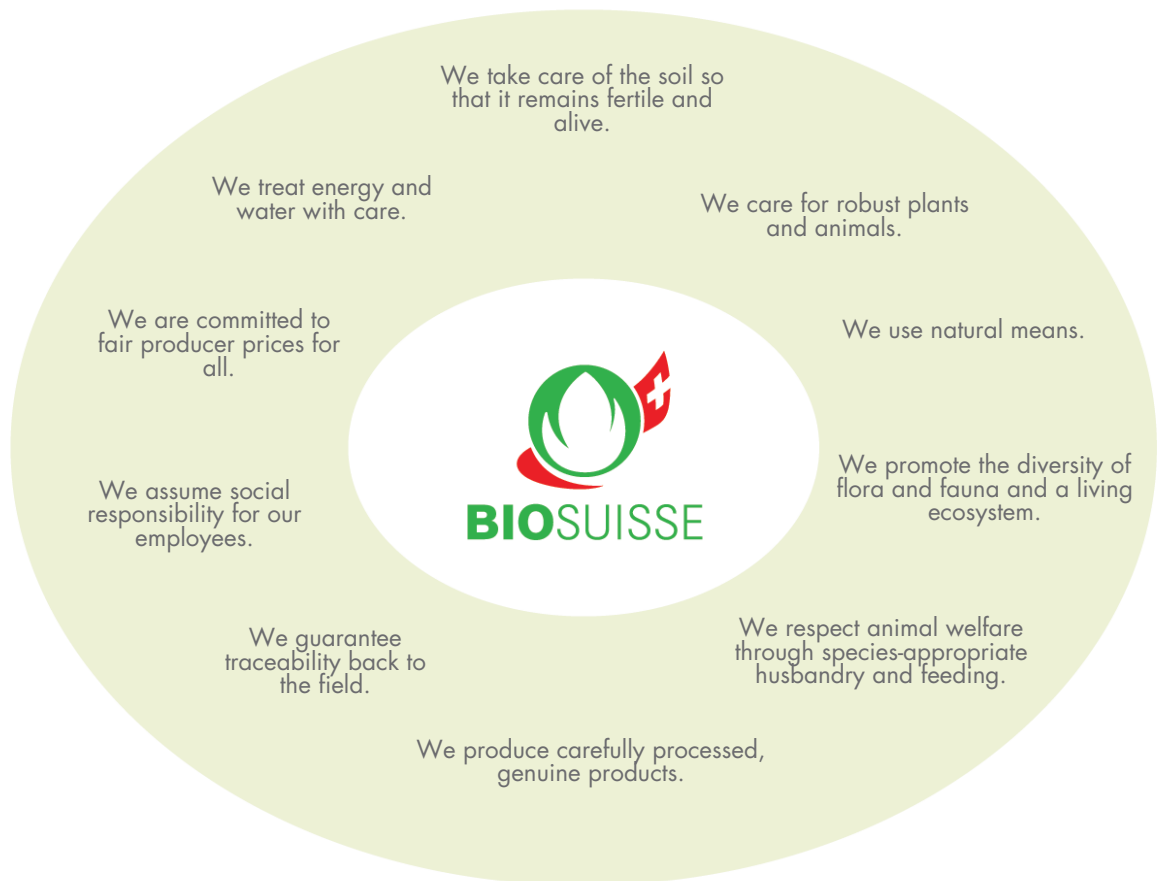 We take care of the soil so
that it remains fertile and
alive.
We care for robust plants
and animals.
We use natural means.
We promote the diversity of
flora and fauna and a living
ecosystem.
We respect animal welfare
through species-appropriate
husbandry and feeding.
We produce carefully processed,
genuine products.
We guarantee
traceability back to
the field.
We assume social
responsibility for our
employees.
We are committed to
fair producer prices for
all.
We treat energy and
water with care.
BIOSUISSE